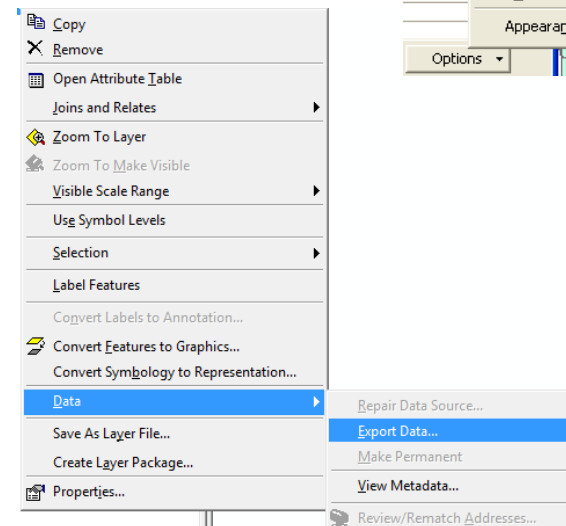 Copy
Remove
Open Attribute Table
Joins and Relates
Zoom To Layer
Zoom To Make Visible
Visible Scale Range
Use Symbol Levels
Selection
Label Features
Convert Labels to Annotation...
Convert Features to Graphics...
Convert Symbology to Representation...
Data
Save As Layer File...
Create Layer Package...
Properties...
Repair Data Source...
Export Data...
Make Permanent
View Metadata...
Review/Rematch Addresses...
Options